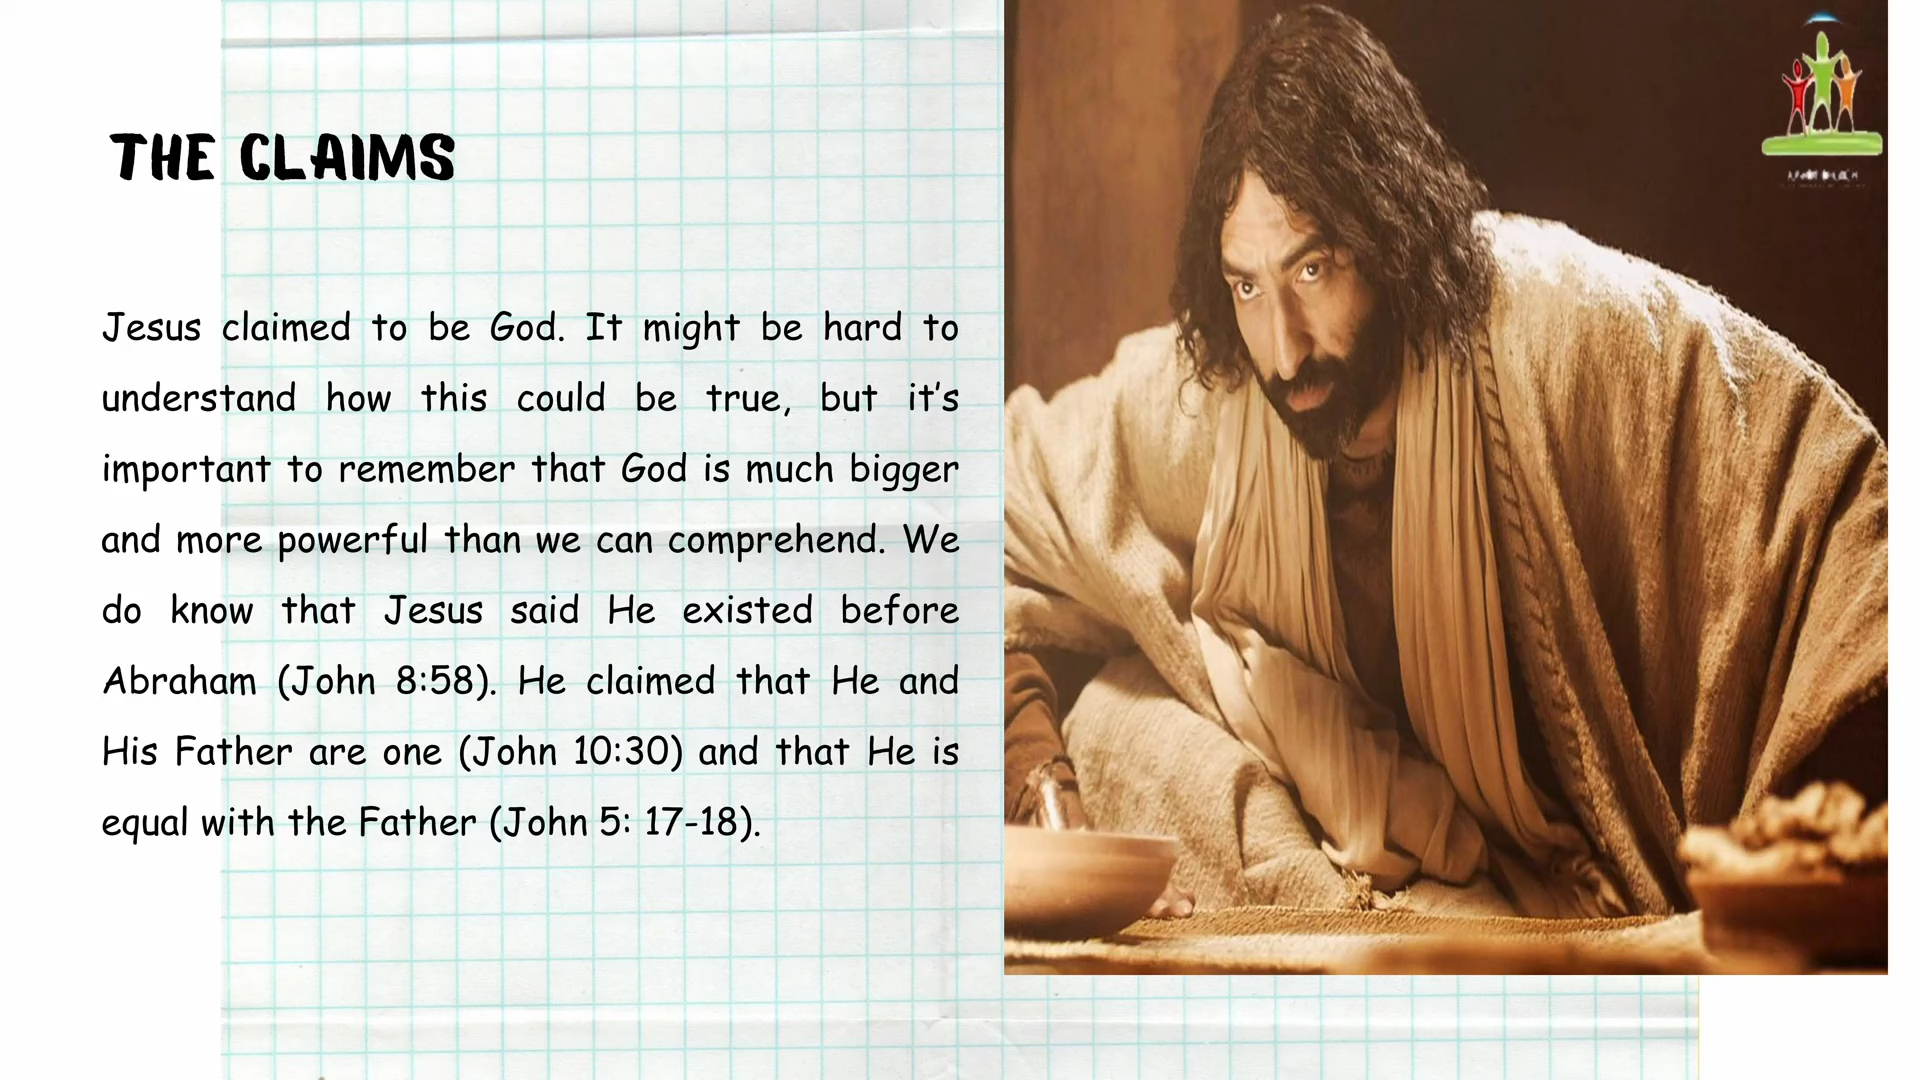 THE CLAIMS
Jesus claimed to be God. It might be hard to
understand how this could be true, but it's
important to remember that God is much bigger
and more powerful than we can comprehend. We
do know that Jesus said He existed before
Abraham (John 8:58). He claimed that He and
His Father are one (John 10:30) and that He is
equal with the Father (John 5: 17-18).